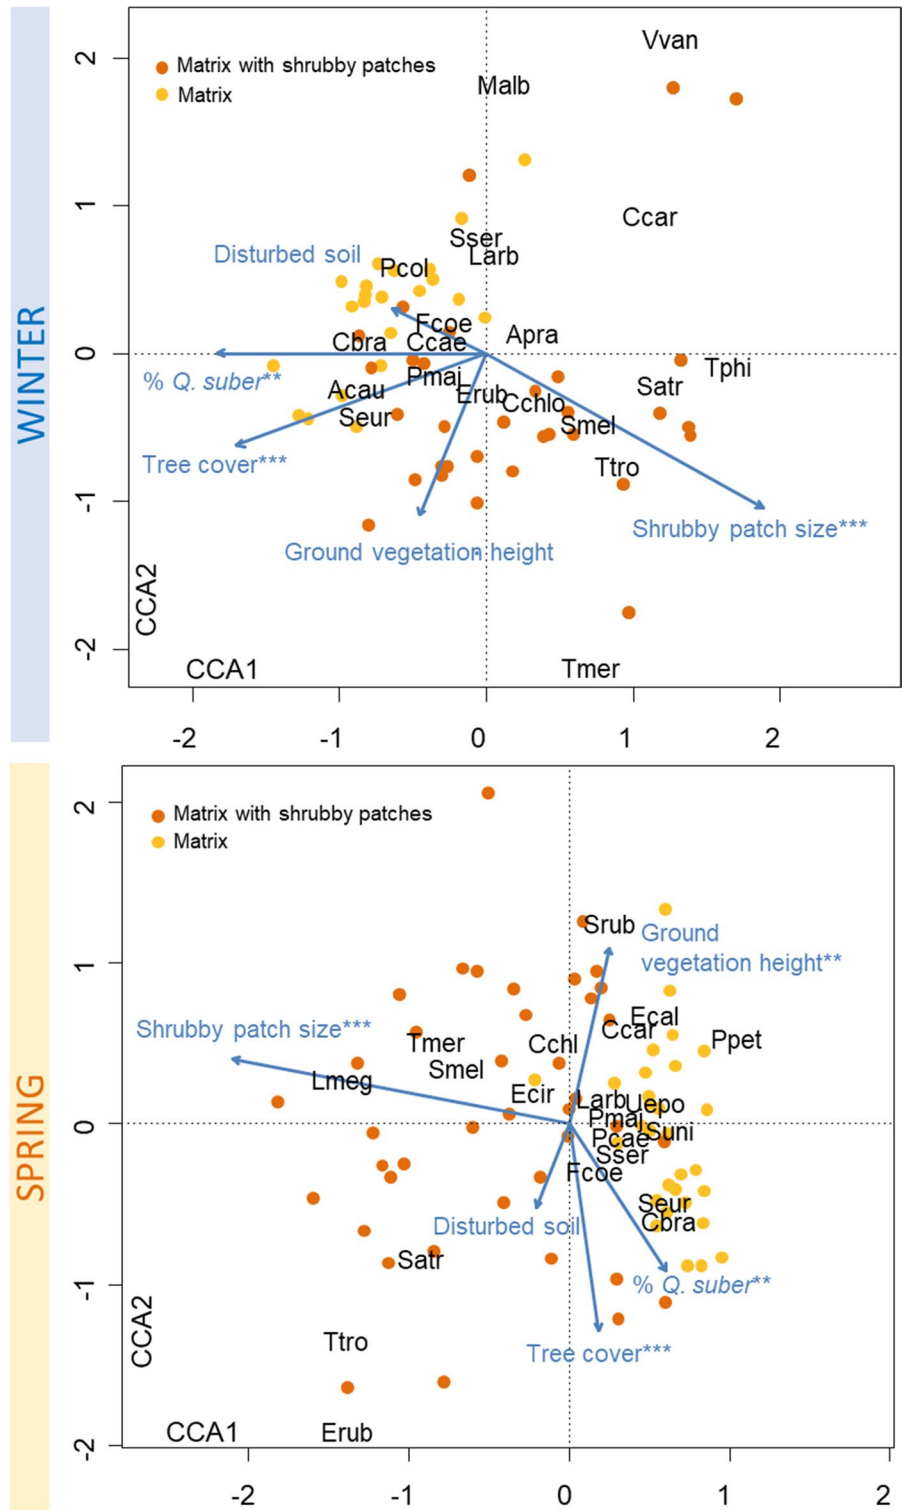 WINTER
2
1
0
-1
-2
Matrix with shrubby patches
Matrix
Vvan
Malb
Ccar
Sser
Larb
Disturbed soil
Pcol
Fcoe
Apra
Cbra
Ccae
Tphi
% Q. suber**
Pmaj
Acau
Erub
Satr
Cchlo
Seur
Smel
Tree cover***
Ttro
Shrubby patch size***
Ground vegetation height
CCA2
CCA1
Tmer
-2
-1
0
1
2
SPRING
2
1
0
-1
-2
Matrix with shrubby patches
Matrix
Srub
Ground
vegetation height**
Ecal
Shrubby patch size***
Ccar
Ppet
Tmer
Cchl
Smel
Lmeg
Ecir
Larb
Uepo
Pmaj
Suni
Pcae
Sser
Fcoe
Seur
Disturbed soil
Cbra
Satr
% Q. suber**
Ttro
Tree cover***
CCA2
CCA1
Erub
-2
-1
0
1
2